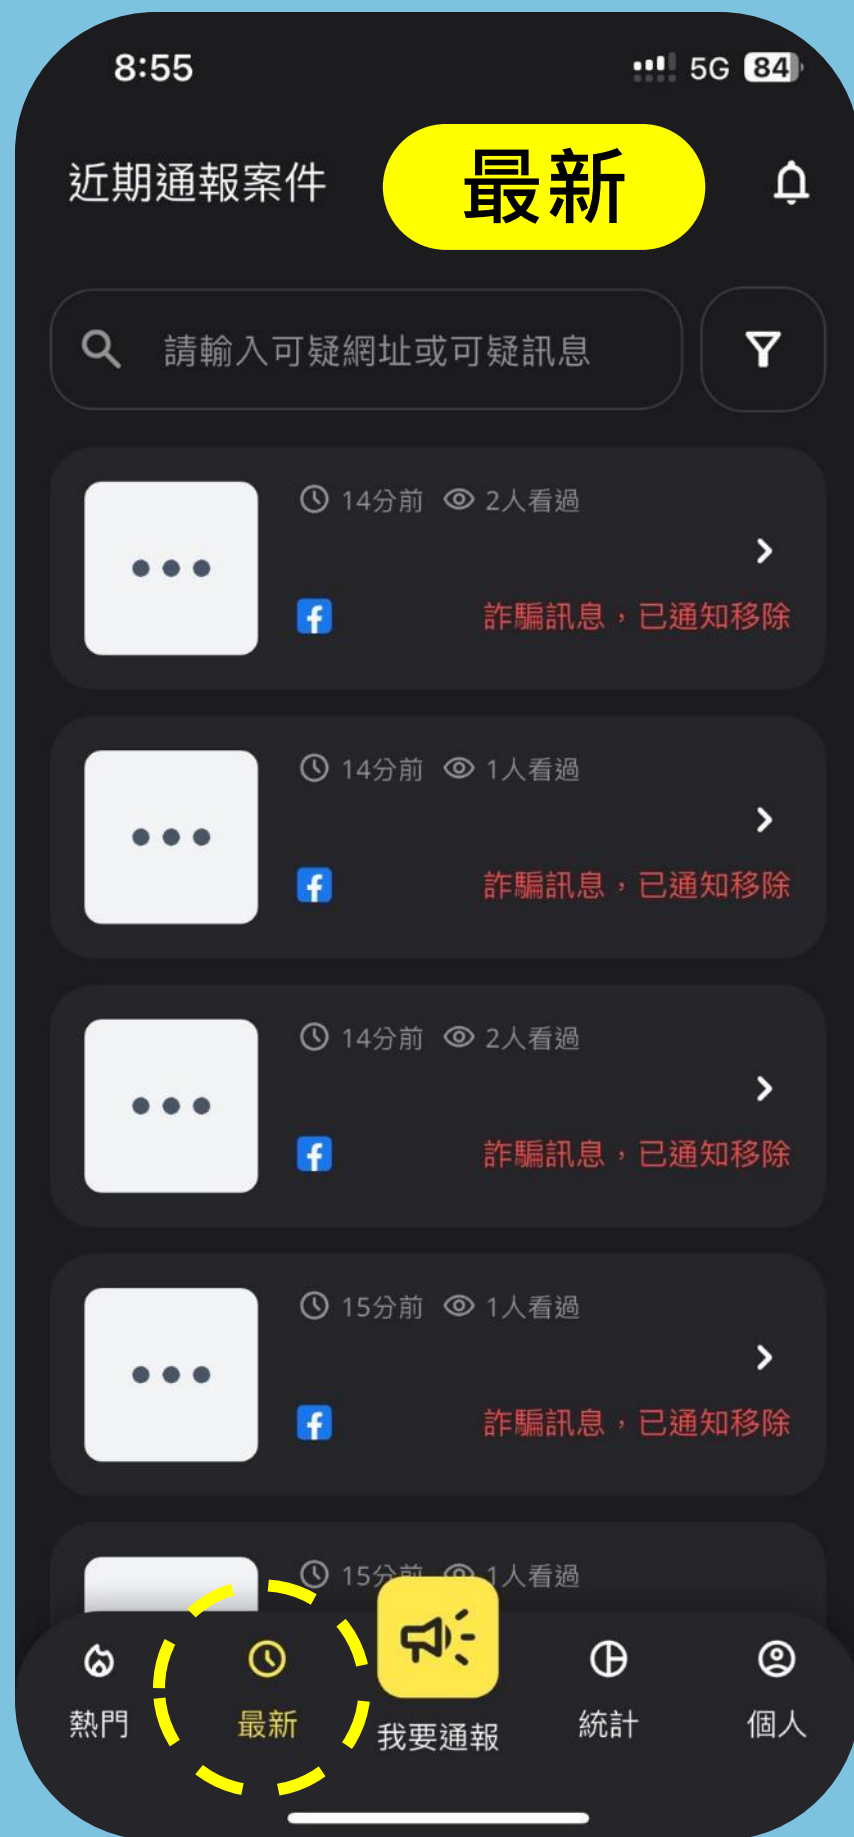 8:55 5G 84
近期通報案件 最新
請輸入可疑網址或可疑訊息
14分前 2人看過
詐騙訊息，已通知移除
14分前 1人看過
詐騙訊息，已通知移除
14分前 2人看過
詐騙訊息，已通知移除
15分前 1人看過
詐騙訊息，已通知移除
15分前 1人看過
熱門 最新 我要通報 統計 個人